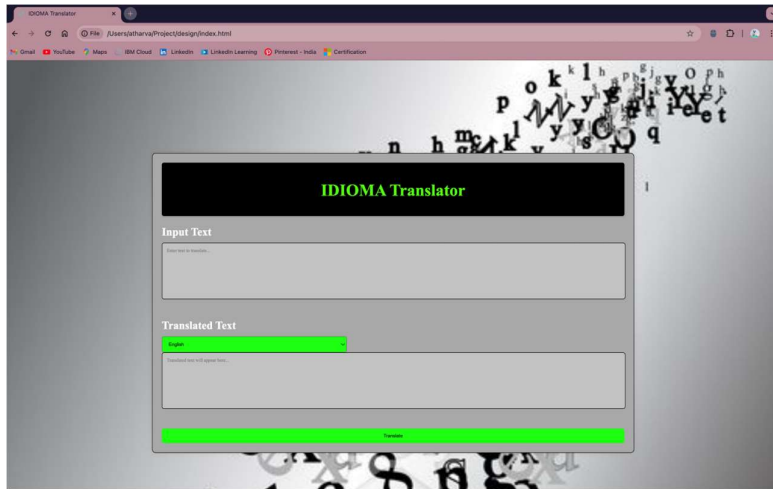 IDIOMA Translator
File /Users/atharva/Project/design/index.html
Gmail YouTube Maps IBM Cloud LinkedIn LinkedIn Learning Pinterest - India Certification
IDIOMA Translator
Input Text
Enter text to translate...
Translated Text
English
Translated text will appear here...
Translate